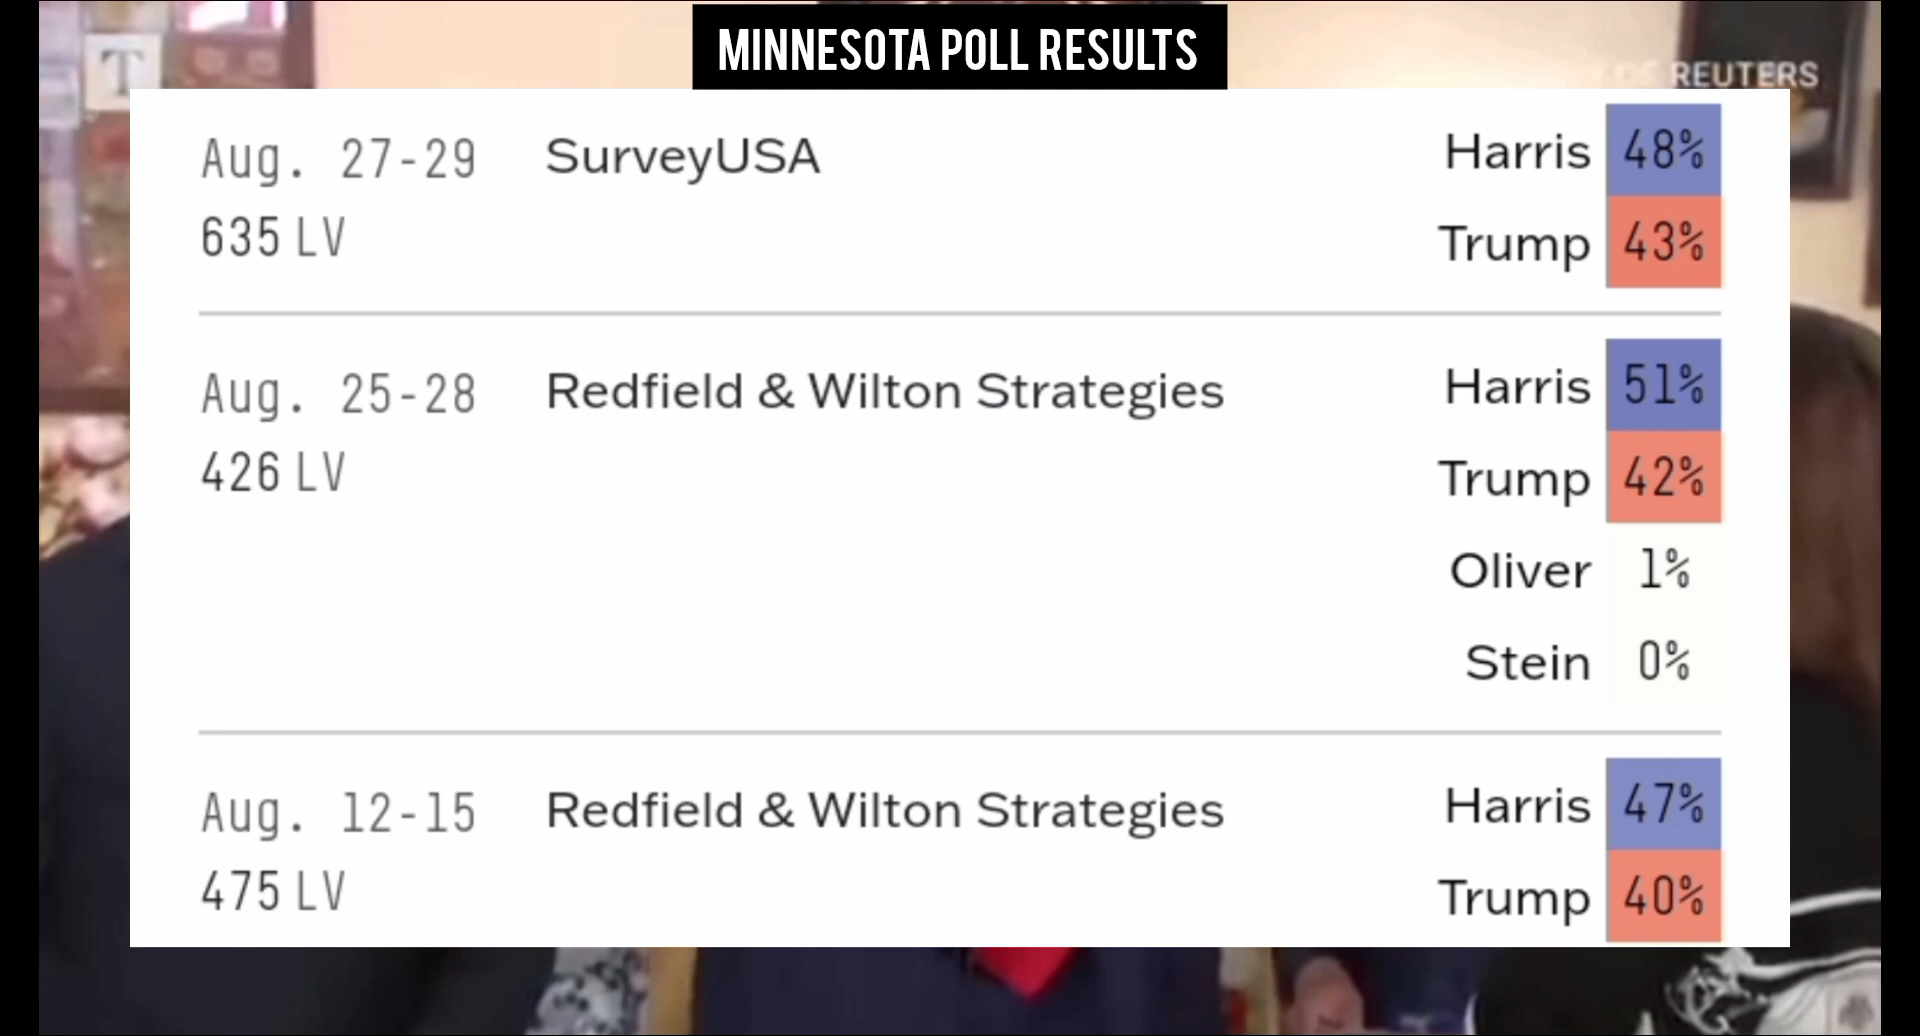 MINNESOTA POLL RESULTS
T
REUTERS
Aug. 27-29 SurveyUSA Harris 48%
635 LV Trump 43%
Aug. 25-28 Redfield & Wilton Strategies Harris 51%
426 LV Trump 42%
Oliver 1%
Stein 0%
Aug. 12-15 Redfield & Wilton Strategies Harris 47%
475 LV Trump 40%